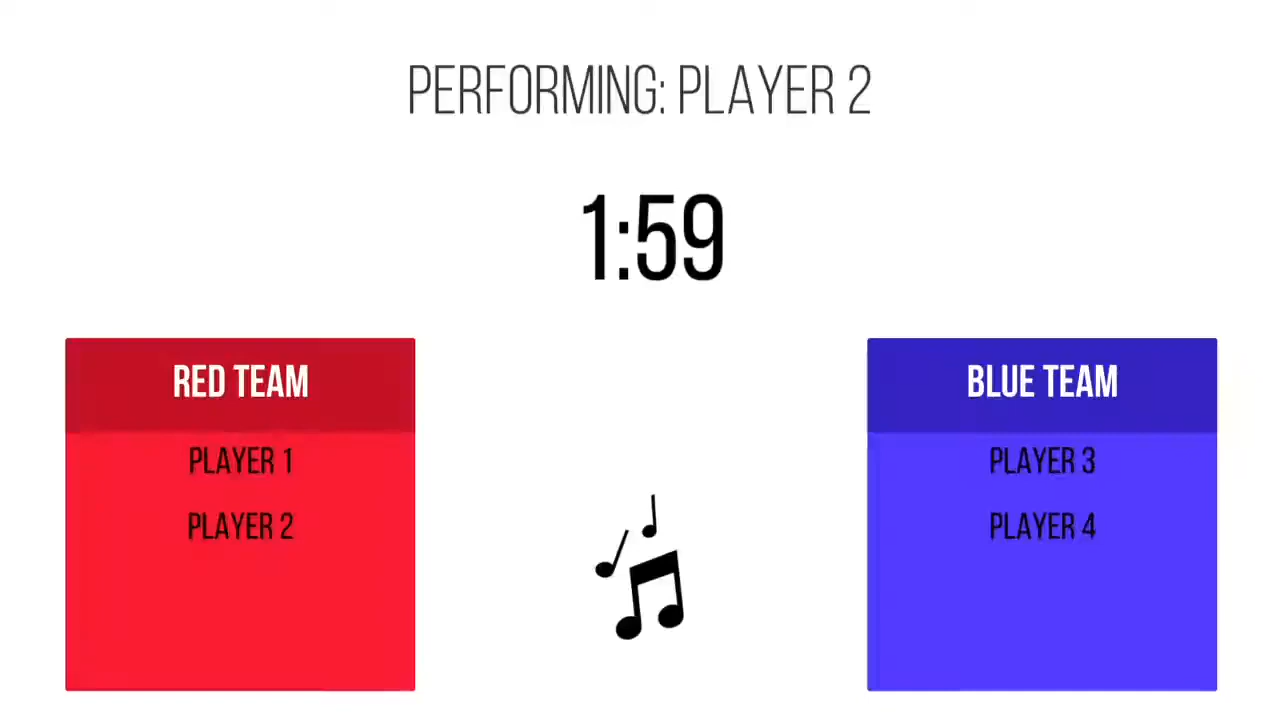 PERFORMING: PLAYER 2
1:59
RED TEAM
PLAYER 1
PLAYER 2
BLUE TEAM
PLAYER 3
PLAYER 4